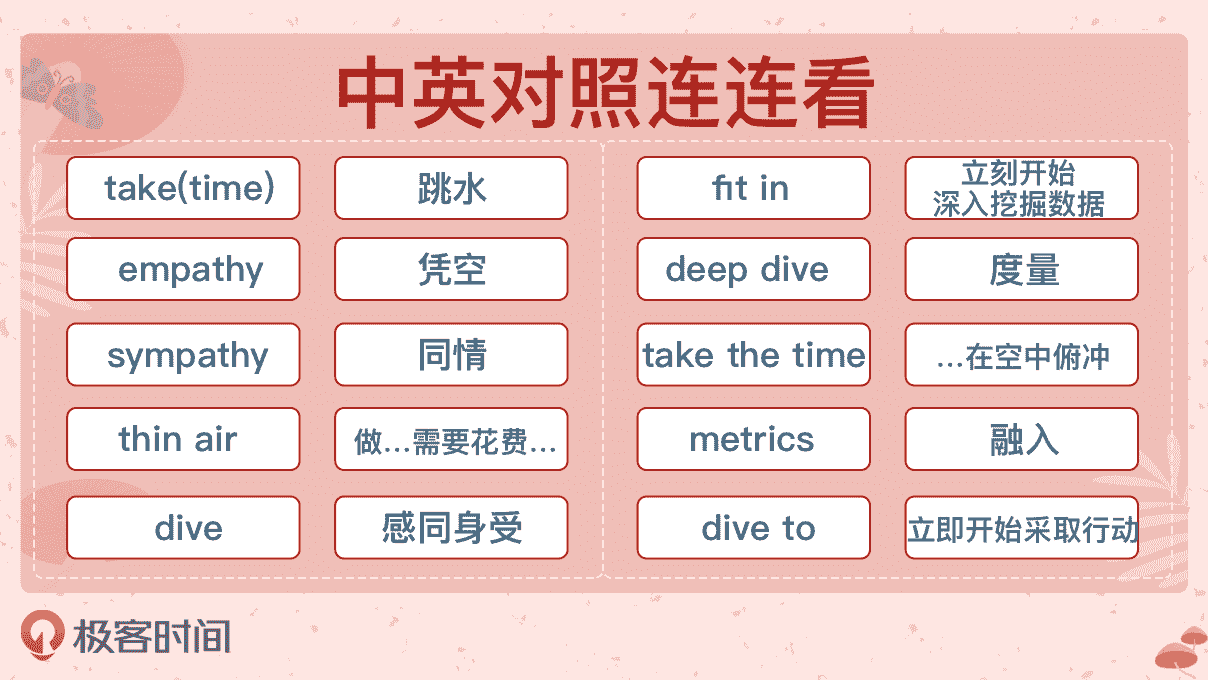 中英对照连连看
take(time) 跳水 fit in 立刻开始
深入挖掘数据
empathy 凭空 deep dive 度量
sympathy 同情 take the time ...在空中俯冲
thin air 做...需要花费... metrics 融入
dive 感同身受 dive to 立即开始采取行动
极客时间